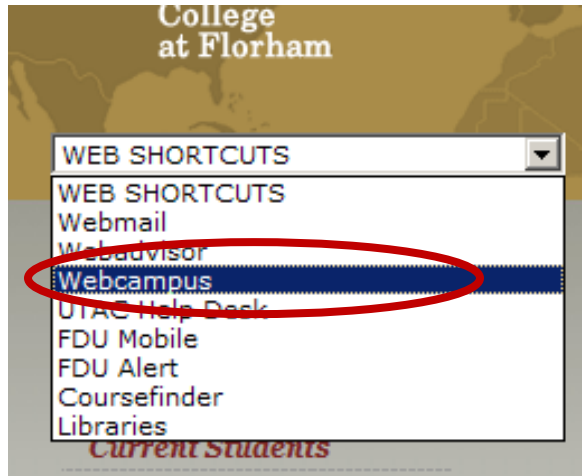 College
at Florham
WEB SHORTCUTS
WEB SHORTCUTS
Webmail
Webadvisor
Webcampus
UTAC Help Desk
FDU Mobile
FDU Alert
Coursefinder
Libraries
Current Students